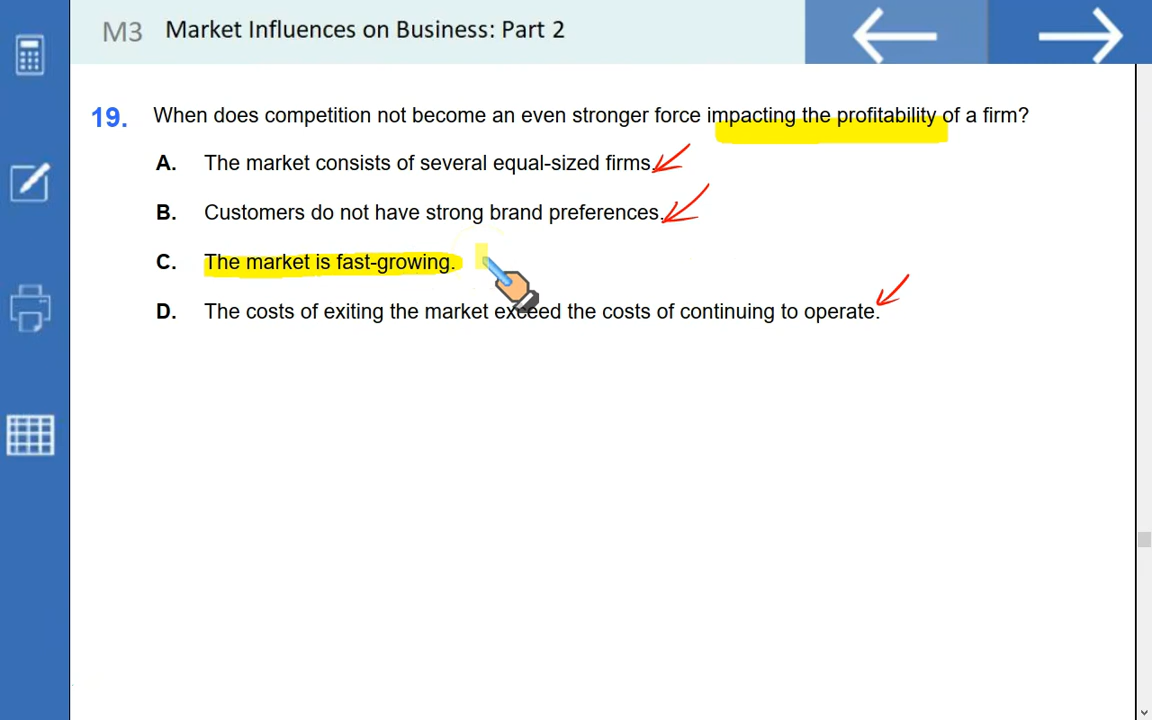 M3 Market Influences on Business: Part 2
19. When does competition not become an even stronger force impacting the profitability of a firm?
A. The market consists of several equal-sized firms.
B. Customers do not have strong brand preferences.
C. The market is fast-growing.
D. The costs of exiting the market exceed the costs of continuing to operate.